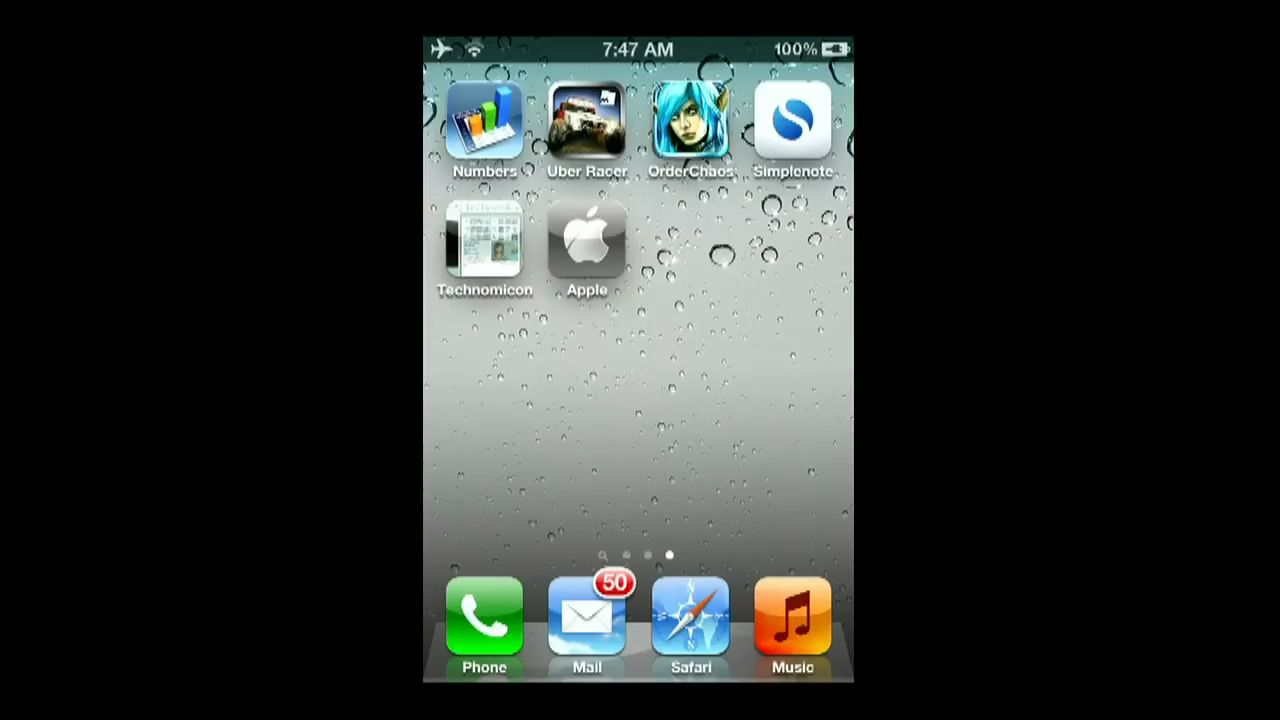 7:47 AM 100%
Numbers Uber Racer OrderChaos Simplenote
Technomicon Apple
50
Phone Mail Safari Music